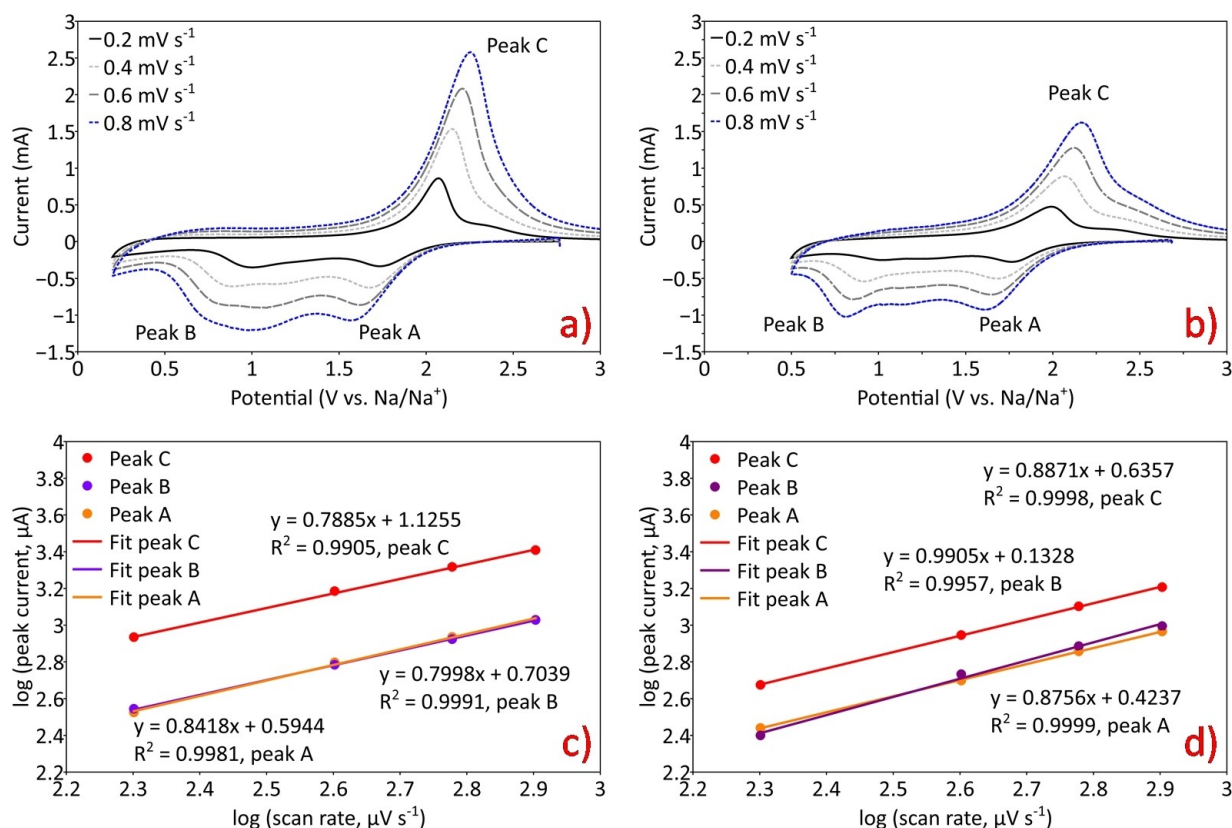 3
2.5
2
1.5
1
0.5
0
−0.5
−1
−1.5
Current (mA)
0.2 mV s⁻¹
0.4 mV s⁻¹
0.6 mV s⁻¹
0.8 mV s⁻¹
Peak C
Peak B
Peak A
a)
0 0.5 1 1.5 2 2.5 3
Potential (V vs. Na/Na⁺)
3
2.5
2
1.5
1
0.5
0
−0.5
−1
−1.5
Current (mA)
0.2 mV s⁻¹
0.4 mV s⁻¹
0.6 mV s⁻¹
0.8 mV s⁻¹
Peak C
Peak B
Peak A
b)
0 0.5 1 1.5 2 2.5 3
Potential (V vs. Na/Na⁺)
4
3.8
3.6
3.4
3.2
3
2.8
2.6
2.4
2.2
log (peak current, µA)
Peak C
Peak B
Peak A
Fit peak C
Fit peak B
Fit peak A
y = 0.7885x + 1.1255
R² = 0.9905, peak C
y = 0.7998x + 0.7039
R² = 0.9991, peak B
y = 0.8418x + 0.5944
R² = 0.9981, peak A
c)
2.2 2.3 2.4 2.5 2.6 2.7 2.8 2.9 3
log (scan rate, µV s⁻¹)
4
3.8
3.6
3.4
3.2
3
2.8
2.6
2.4
2.2
log (peak current, µA)
Peak C
Peak B
Peak A
Fit peak C
Fit peak B
Fit peak A
y = 0.8871x + 0.6357
R² = 0.9998, peak C
y = 0.9905x + 0.1328
R² = 0.9957, peak B
y = 0.8756x + 0.4237
R² = 0.9999, peak A
d)
2.2 2.3 2.4 2.5 2.6 2.7 2.8 2.9 3
log (scan rate, µV s⁻¹)